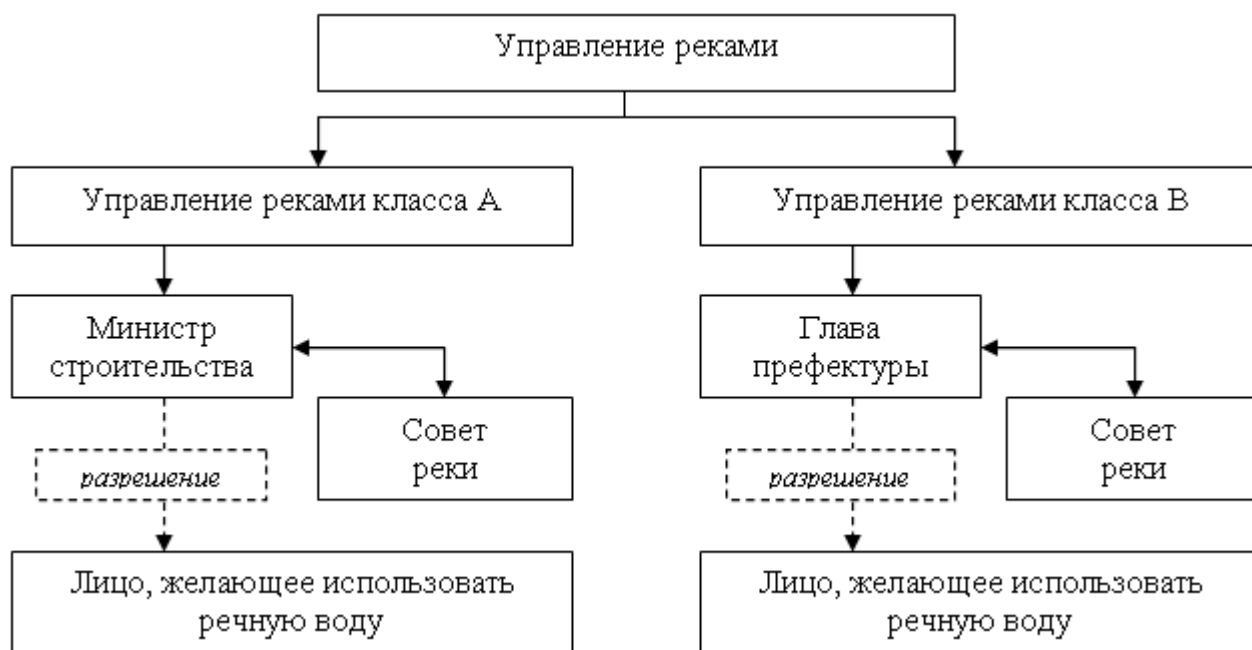 Управление реками
Управление реками класса А
Управление реками класса В
Министр
строительства
Глава
префектуры
Совет
реки
Совет
реки
разрешение
разрешение
Лицо, желающее использовать
речную воду
Лицо, желающее использовать
речную воду